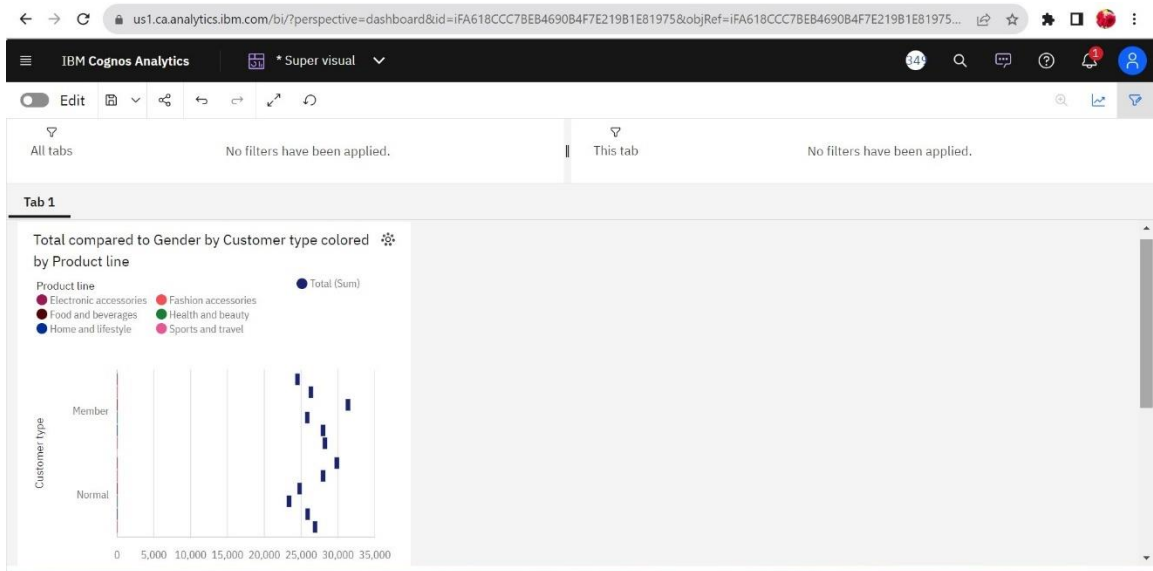 us1.ca.analytics.ibm.com/bi/?perspective=dashboard&id=iFA618CCC7BEB4690B4F7E219B1E81975&objRef=iFA618CCC7BEB4690B4F7E219B1E81975...
IBM Cognos Analytics
* Super visual
349
1
Edit
All tabs
No filters have been applied.
This tab
No filters have been applied.
Tab 1
Total compared to Gender by Customer type colored
by Product line
Product line
Total (Sum)
Electronic accessories
Fashion accessories
Food and beverages
Health and beauty
Home and lifestyle
Sports and travel
Customer type
Member
Normal
0 5,000 10,000 15,000 20,000 25,000 30,000 35,000